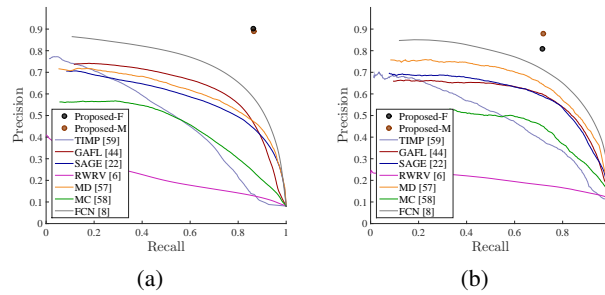 Precision
0.9
0.8
0.7
0.6
0.5
0.4
0.3
0.2
0.1
0
0
0.2
0.4
0.6
0.8
1
Recall
Proposed-F
Proposed-M
TIMP [59]
GAFL [44]
SAGE [22]
RWRV [6]
MD [57]
MC [58]
FCN [8]
(a)
Precision
0.9
0.8
0.7
0.6
0.5
0.4
0.3
0.2
0.1
0
0
0.2
0.4
0.6
0.8
Recall
Proposed-F
Proposed-M
TIMP [59]
GAFL [44]
SAGE [22]
RWRV [6]
MD [57]
MC [58]
FCN [8]
(b)